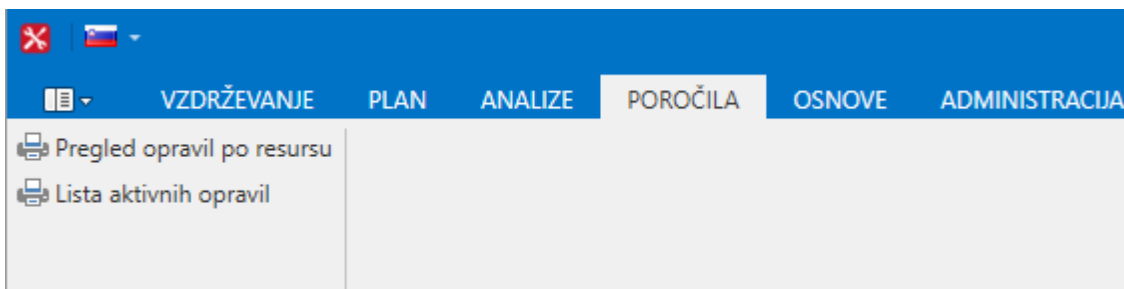 VZDRŽEVANJE PLAN ANALIZE POROČILA OSNOVE ADMINISTRACIJA
Pregled opravil po resursu
Lista aktivnih opravil